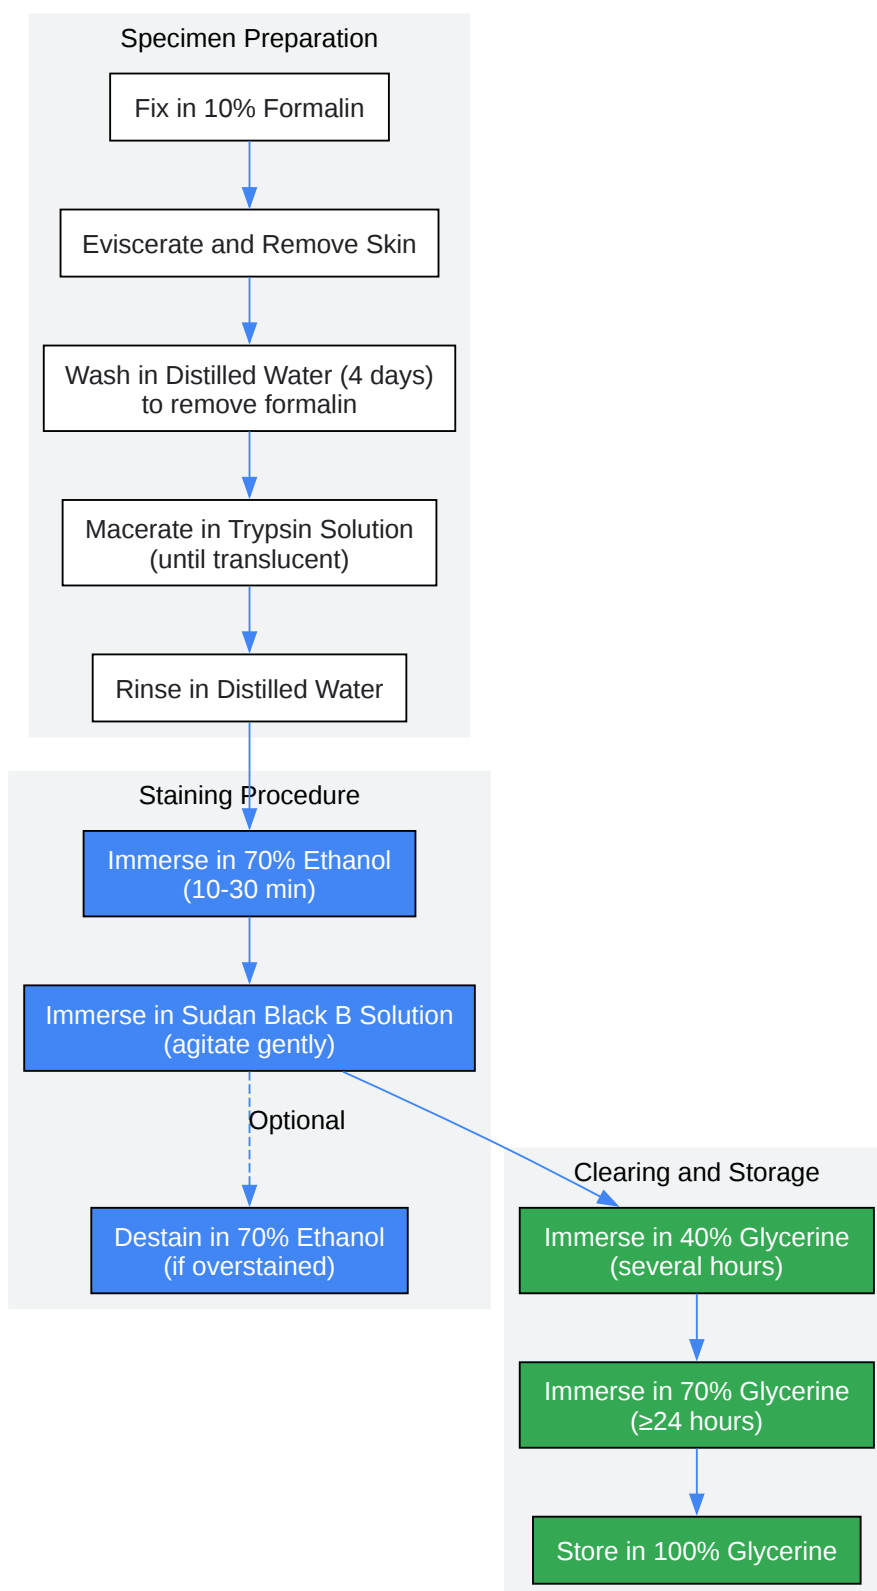 Specimen Preparation
Fix in 10% Formalin
Eviscerate and Remove Skin
Wash in Distilled Water (4 days)
to remove formalin
Macerate in Trypsin Solution
(until translucent)
Rinse in Distilled Water
Staining Procedure
Immerse in 70% Ethanol
(10-30 min)
Immerse in Sudan Black B Solution
(agitate gently)
Optional
Destain in 70% Ethanol
(if overstained)
Clearing and Storage
Immerse in 40% Glycerine
(several hours)
Immerse in 70% Glycerine
(≥24 hours)
Store in 100% Glycerine